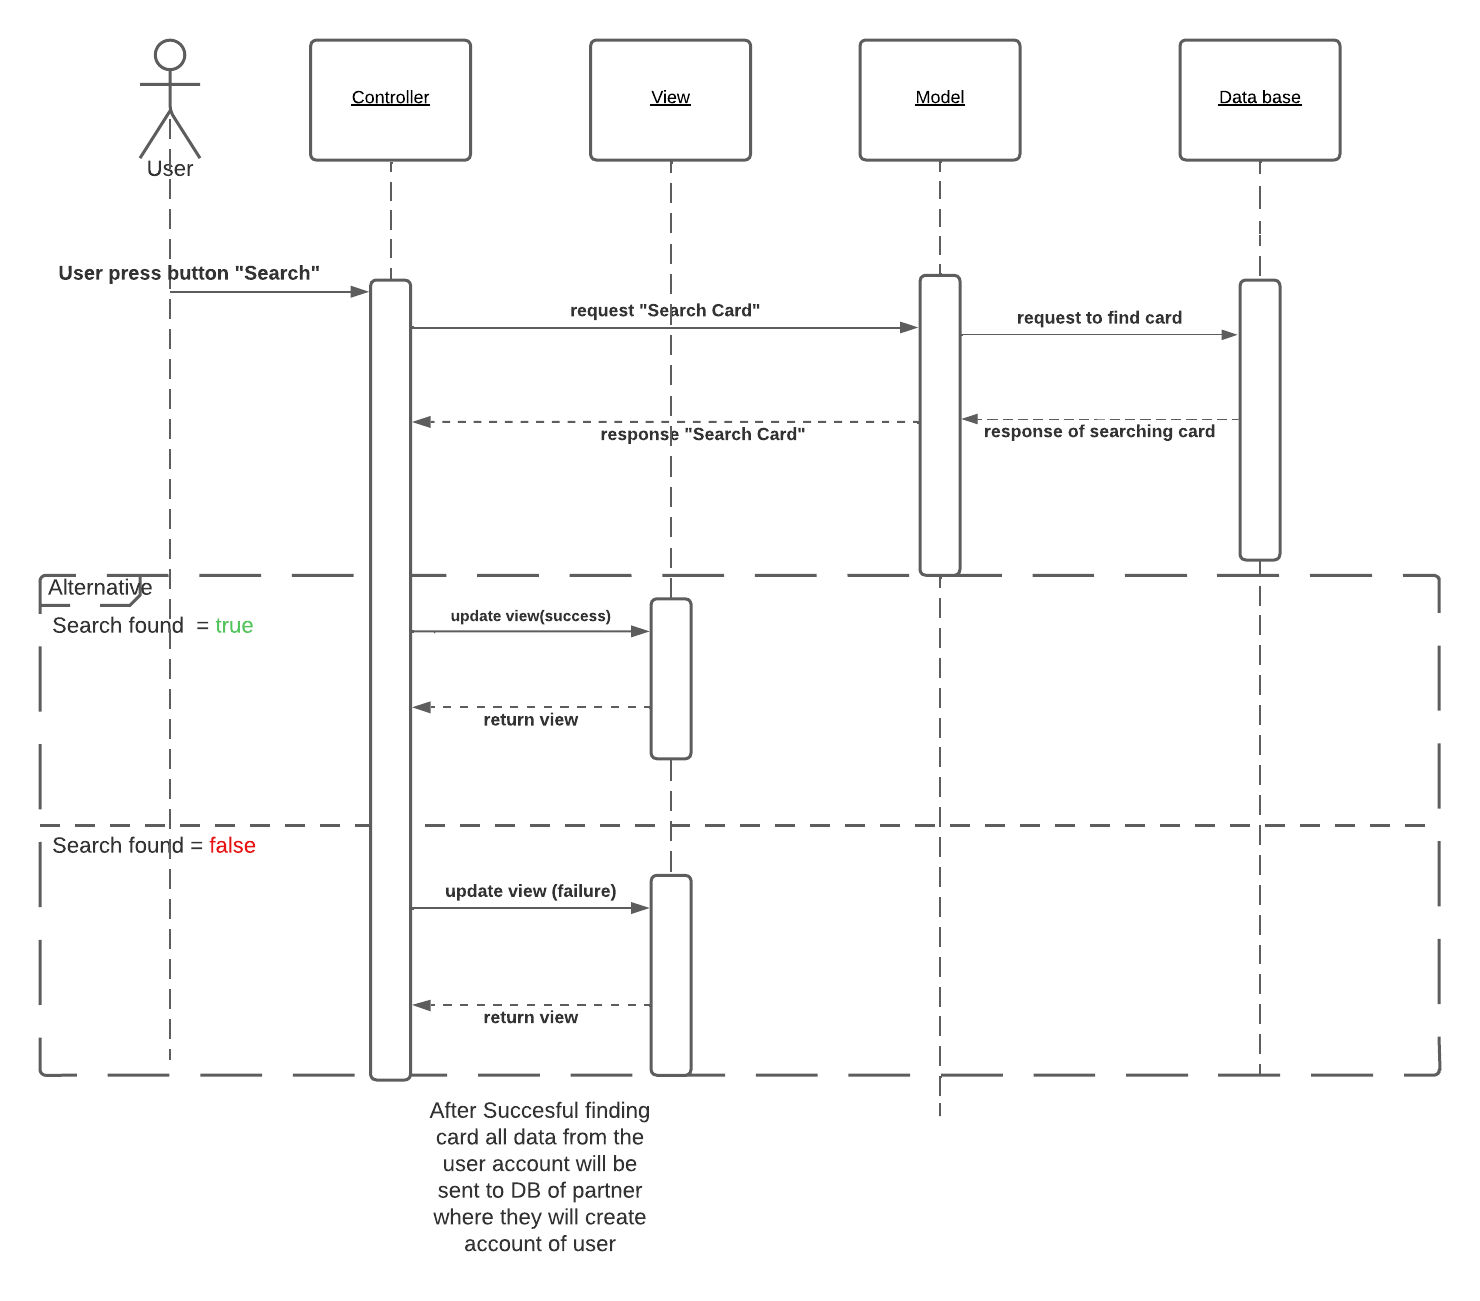 Controller
View
Model
Data base
User
User press button "Search"
request "Search Card"
request to find card
response "Search Card"
response of searching card
Alternative
Search found  = true
update view(success)
return view
Search found = false
update view (failure)
return view
After Succesful finding
card all data from the
user account will be
sent to DB of partner
where they will create
account of user